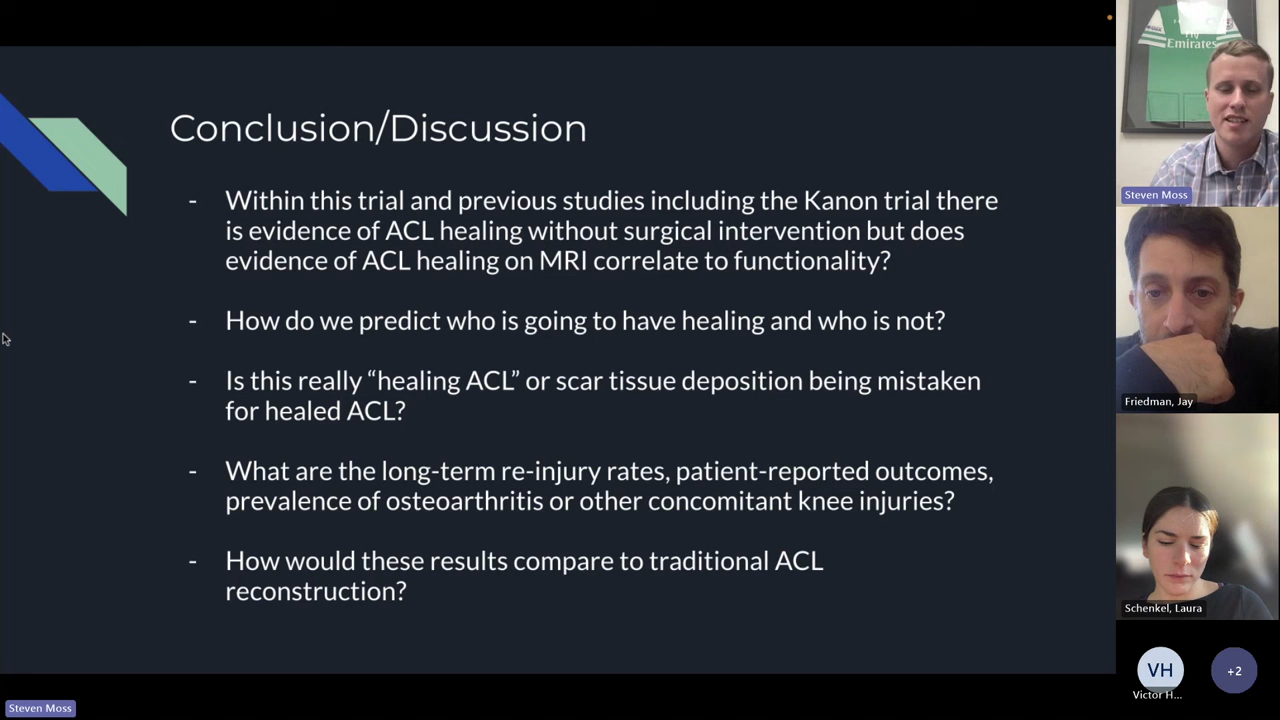 Conclusion/Discussion
- Within this trial and previous studies including the Kanon trial there
is evidence of ACL healing without surgical intervention but does
evidence of ACL healing on MRI correlate to functionality?
- How do we predict who is going to have healing and who is not?
- Is this really “healing ACL” or scar tissue deposition being mistaken
for healed ACL?
- What are the long-term re-injury rates, patient-reported outcomes,
prevalence of osteoarthritis or other concomitant knee injuries?
- How would these results compare to traditional ACL
reconstruction?
Steven Moss
Emirates
Steven Moss
Friedman, Jay
Schenkel, Laura
VH
Victor H...
+2